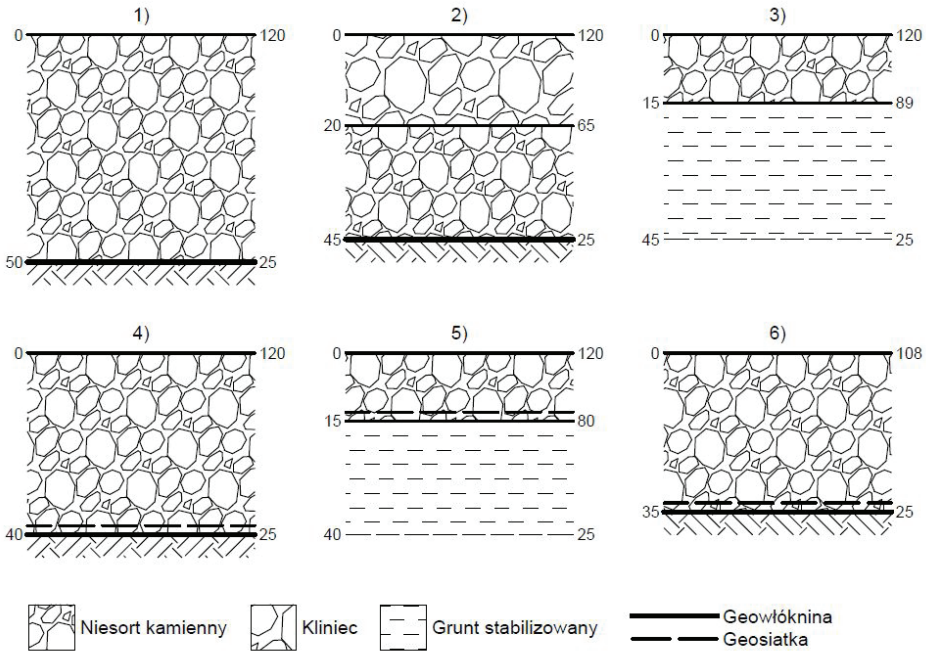 1) 2) 3)
0 120 0 120 0 120
15 89
20 65
45 25 45 25
50 25
4) 5) 6)
0 120 0 120 0 108
15 80
35 25
40 25 40 25
Niesort kamienny Kliniec Grunt stabilizowany Geowłóknina
Geosiatka